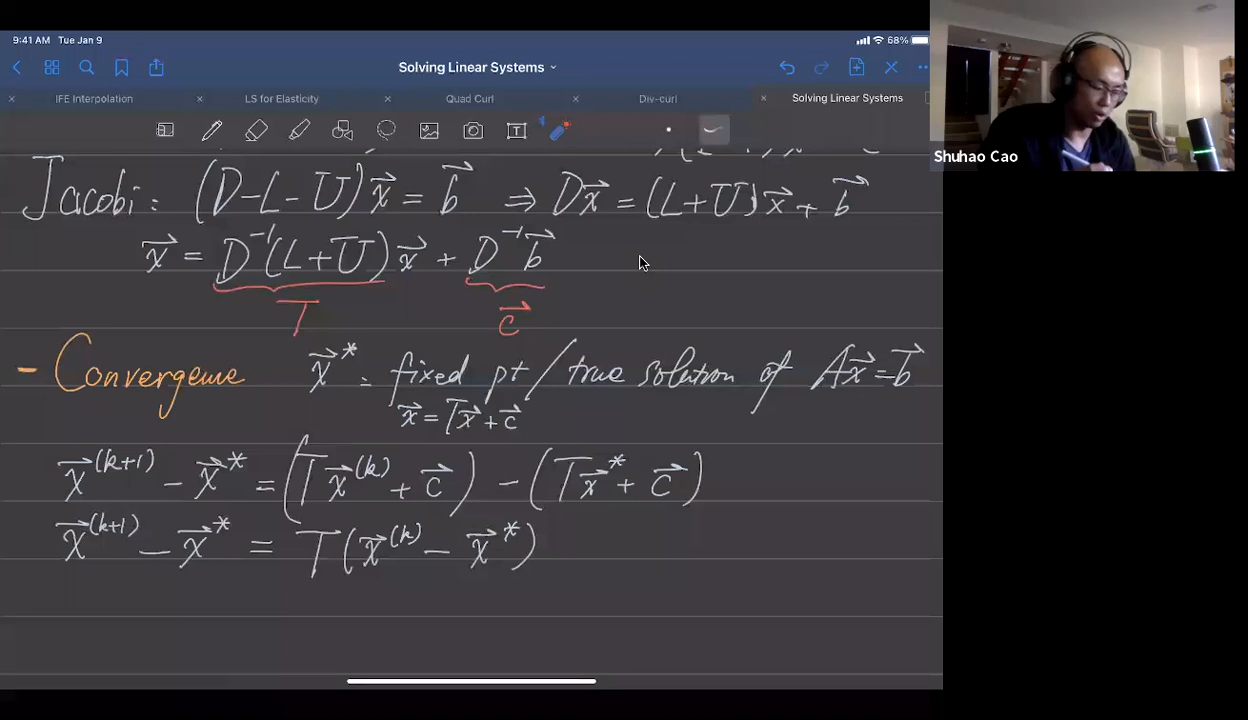 9:41 AM Tue Jan 9
68%
Solving Linear Systems
IFE Interpolation
LS for Elasticity
Quad Curl
Div-curl
Solving Linear Systems
Shuhao Cao
Jacobi: (D-L-U)x⃗ = b⃗ ⇒ Dx⃗ = (L+U)x⃗ + b⃗
x⃗ = D⁻¹(L+U)x⃗ + D⁻¹b⃗
T c⃗
- Convergence x⃗* = fixed pt/true solution of Ax⃗=b⃗
x⃗ = Tx⃗ + c⃗
x⃗⁽ᵏ⁺¹⁾ - x⃗* = (Tx⃗⁽ᵏ⁾ + c⃗) - (Tx⃗* + c⃗)
x⃗⁽ᵏ⁺¹⁾ - x⃗* = T(x⃗⁽ᵏ⁾ - x⃗*)